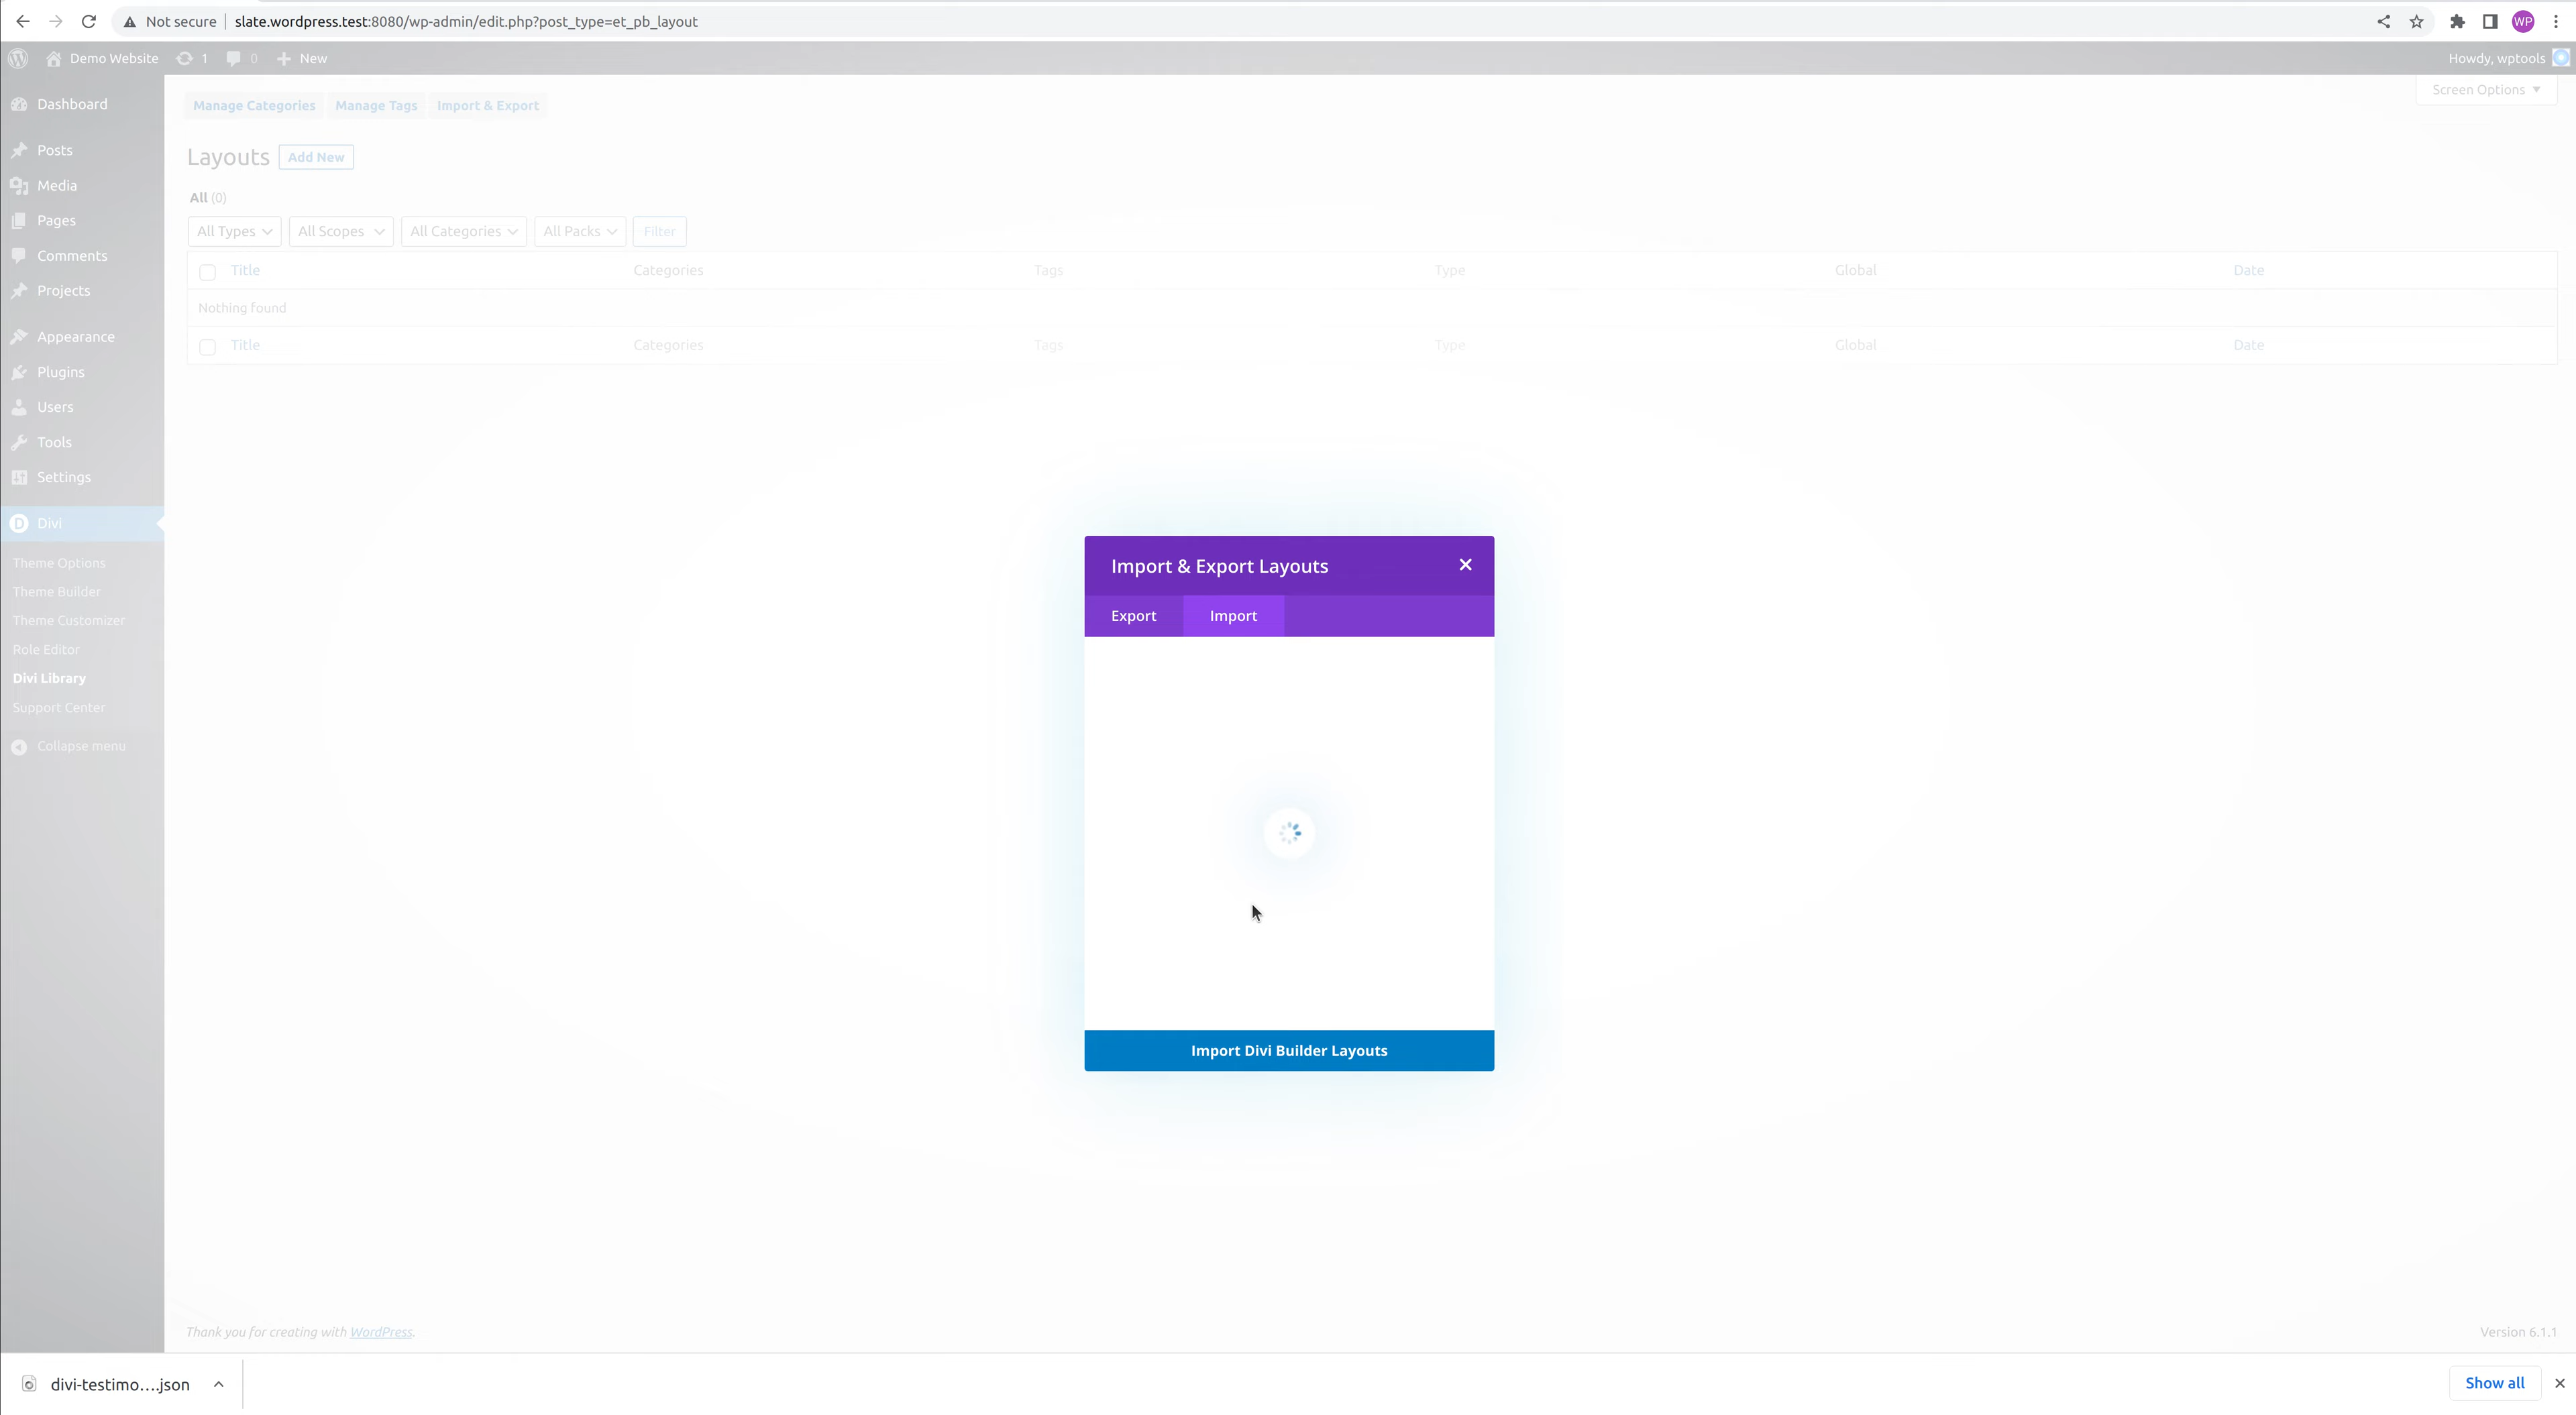 Not secure slate.wordpress.test:8080/wp-admin/edit.php?post_type=et_pb_layout WP
Demo Website 1 0 New Howdy, wptools
Dashboard
Posts
Media
Pages
Comments
Projects
Appearance
Plugins
Users
Tools
Settings
Divi
Theme Options
Theme Builder
Theme Customizer
Role Editor
Divi Library
Support Center
Collapse menu
Manage Categories Manage Tags Import & Export Screen Options
Layouts Add New
All (0)
All Types All Scopes All Categories All Packs Filter
Title Categories Tags Type Global Date
Nothing found
Title Categories Tags Type Global Date
Import & Export Layouts
Export Import
Import Divi Builder Layouts
Thank you for creating with WordPress. Version 6.1.1
divi-testimo....json Show all